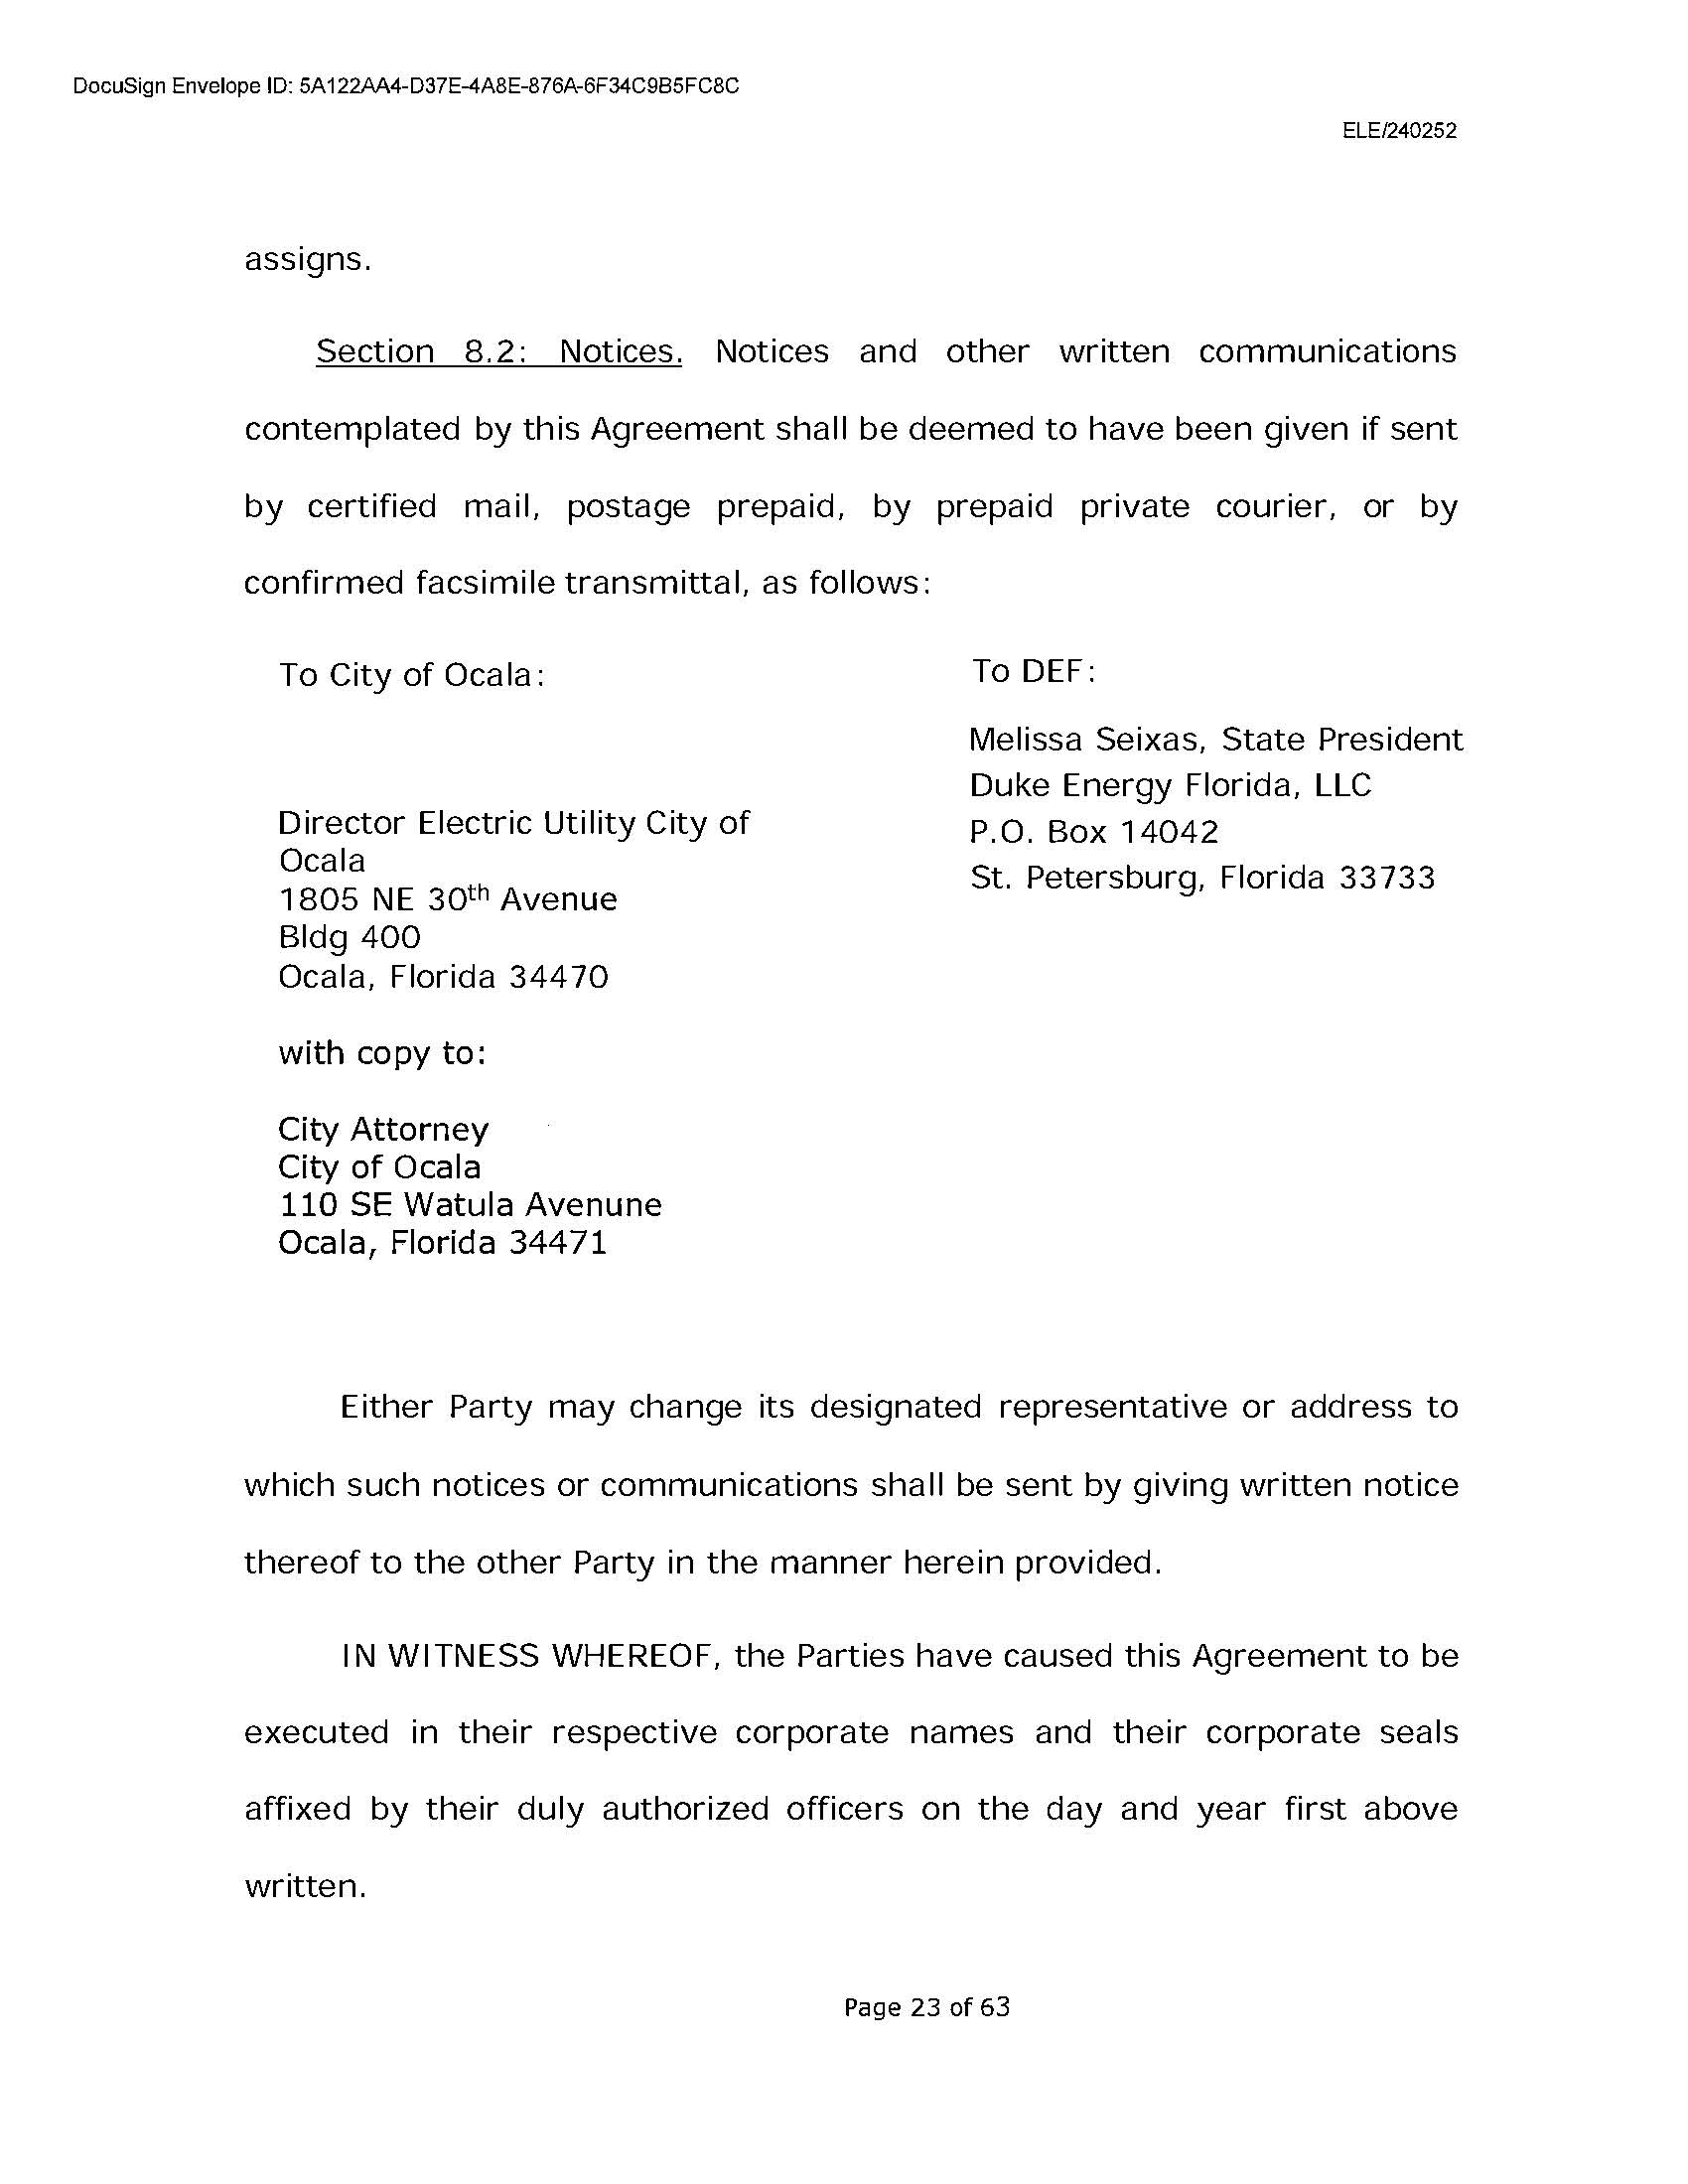 DocuSign Envelope ID: 5A122AA4-D37E-4A8E-876A-6F34C9B5FC8C
ELE/240252
assigns.
Section 8.2: Notices. Notices and other written communications
contemplated by this Agreement shall be deemed to have been given if sent
by certified mail, postage prepaid, by prepaid private courier, or by
confirmed facsimile transmittal, as follows:
To City of Ocala:
Director Electric Utility City of
Ocala
1805 NE 30th Avenue
Bldg 400
Ocala, Florida 34470
with copy to:
City Attorney
City of Ocala
110 SE Watula Avenune
Ocala, Florida 34471
To DEF:
Melissa Seixas, State President
Duke Energy Florida, LLC
P.O. Box 14042
St. Petersburg, Florida 33733
Either Party may change its designated representative or address to
which such notices or communications shall be sent by giving written notice
thereof to the other Party in the manner herein provided.
IN WITNESS WHEREOF, the Parties have caused this Agreement to be
executed in their respective corporate names and their corporate seals
affixed by their duly authorized officers on the day and year first above
written.
Page 23 of 63